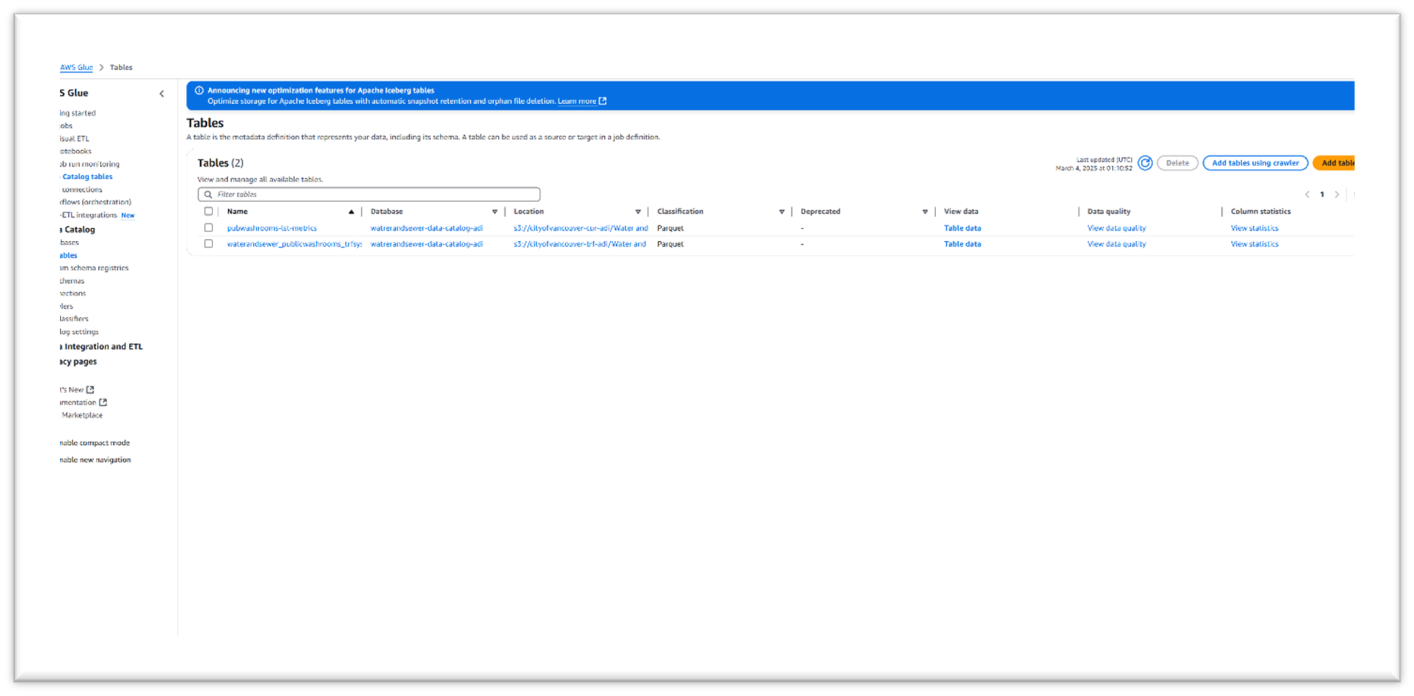 AWS Glue > Tables
S Glue
ing started
obs
isual ETL
otebooks
ob run monitoring
Catalog tables
connections
rflows (orchestration)
-ETL integrations New
a Catalog
bases
ables
am schema registries
chemas
nections
lers
lassifiers
log settings
a Integration and ETL
acy pages
t's New
umentation
Marketplace
nable compact mode
nable new navigation
Announcing new optimization features for Apache Iceberg tables
Optimize storage for Apache Iceberg tables with automatic snapshot retention and orphan file deletion. Learn more
Tables
A table is the metadata definition that represents your data, including its schema. A table can be used as a source or target in a job definition.
Tables (2)
Last updated (UTC)
March 4, 2025 at 01:10:52
Delete
Add tables using crawler
Add table
View and manage all available tables.
Filter tables
< 1 >
Name Database Location Classification Deprecated View data Data quality Column statistics
pubwashrooms-lst-metrics watrerandsewer-data-catalog-adi s3://cityofvancouver-cur-adi/Water and Parquet - Table data View data quality View statistics
waterandsewer_publicwashrooms_trfsy watrerandsewer-data-catalog-adi s3://cityofvancouver-trf-adi/Water and Parquet - Table data View data quality View statistics